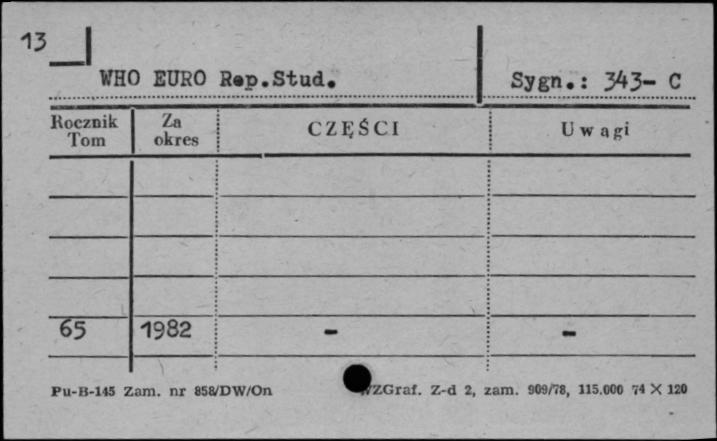 13
WHO EURO Rep.Stud.
Sygn.: 343- C
Rocznik Tom
Za okres
CZĘŚCI
Uwagi
65 1982 - -
Pu-B-145 Zam. nr 858/DW/On
WZGraf. Z-d 2, zam. 909/78, 115.000 74 X 120